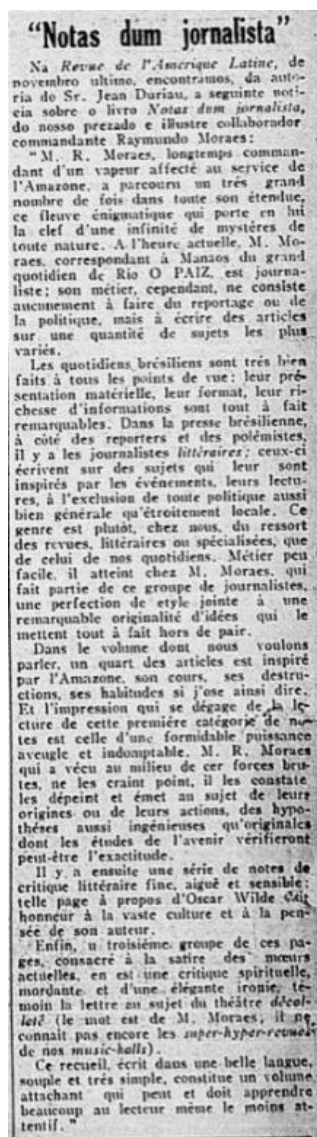 "Notas dum jornalista"
Na Revue de l'Amerique Latine, de
novembro ultimo, encontramos, da auto-
ria do Sr. Jean Duriau, a seguinte noti-
cia sobre o livro Notas dum jornalista,
do nosso prezado e illustre collaborador
commandante Raymundo Moraes:
"M. R. Moraes, longtemps comman-
dant d'un vapeur affecté au service de
l'Amazone, a parcouru un très grand
nombre de fois dans toute son étendue,
ce fleuve énigmatique qui porte en lui
la clef d'une infinité de mystères de
toute nature. A l'heure actuelle, M. Mo-
raes, correspondant à Manaos du grand
quotidien de Rio O PAIZ, est journa-
liste; son métier, cependant, ne consiste
aucunement à faire du reportage ou de
la politique, mais à écrire des articles
sur une quantité de sujets les plus
variés.
Les quotidiens brésiliens sont très bien
faits à tous les points de vue: leur pré-
sentation matérielle, leur format, leur ri-
chesse d'informations sont tout à fait
remarquables. Dans la presse brésilienne,
à côté des reporters et des polémistes,
il y a les journalistes littéraires; ceux-ci
écrivent sur des sujets qui leur sont
inspirés par les événements, leurs lectu-
res, à l'exclusion de toute politique aussi
bien générale qu'étroitement locale. Ce
genre est plutôt, chez nous, du ressort
des revues, littéraires ou spécialisées, que
de celui de nos quotidiens. Métier peu
facile, il atteint chez M. Moraes, qui
fait partie de ce groupe de journalistes,
une perfection de etyle jointe à une
remarquable originalité d'idées qui le
mettent tout à fait hors de pair.
Dans le volume dont nous voulons
parler, un quart des articles est inspiré
par l'Amazone, son cours, ses destru-
ctions, ses habitudes si j'ose ainsi dire.
Et l'impression qui se dégage de la le-
cture de cette première catégorie de no-
tes est celle d'une formidable puissance
aveugle et indomptable. M. R. Moraes
qui a vécu au milieu de cer forces bru-
tes, ne les craint point, il les constate
les dépeint et émet au sujet de leurs
origines ou de leurs actions, des hypo-
thèses aussi ingénieuses qu'originales
dont les études de l'avenir vérifieront
peut-être l'exactitude.
Il y a ensuite une série de notes de
critique littéraire fine, aiguë et sensible;
telle page à propos d'Oscar Wilde fait
honneur à la vaste culture et à la pen-
sée de son auteur.
Enfin, u troisième groupe de ces pa-
ges, consacré à la satire des mœurs
actuelles, en est une critique spirituelle,
mordante et d'une élégante ironie, té-
moin la lettre au sujet du théâtre décol-
leté (le mot est de M. Moraes, il ne
connait pas encore les super-hyper-revues
de nos music-halls).
Ce recueil, écrit dans une belle langue,
souple et très simple, constitue un volume
attachant qui peut et doit apprendre
beaucoup au lecteur même le moins at-
tentif."